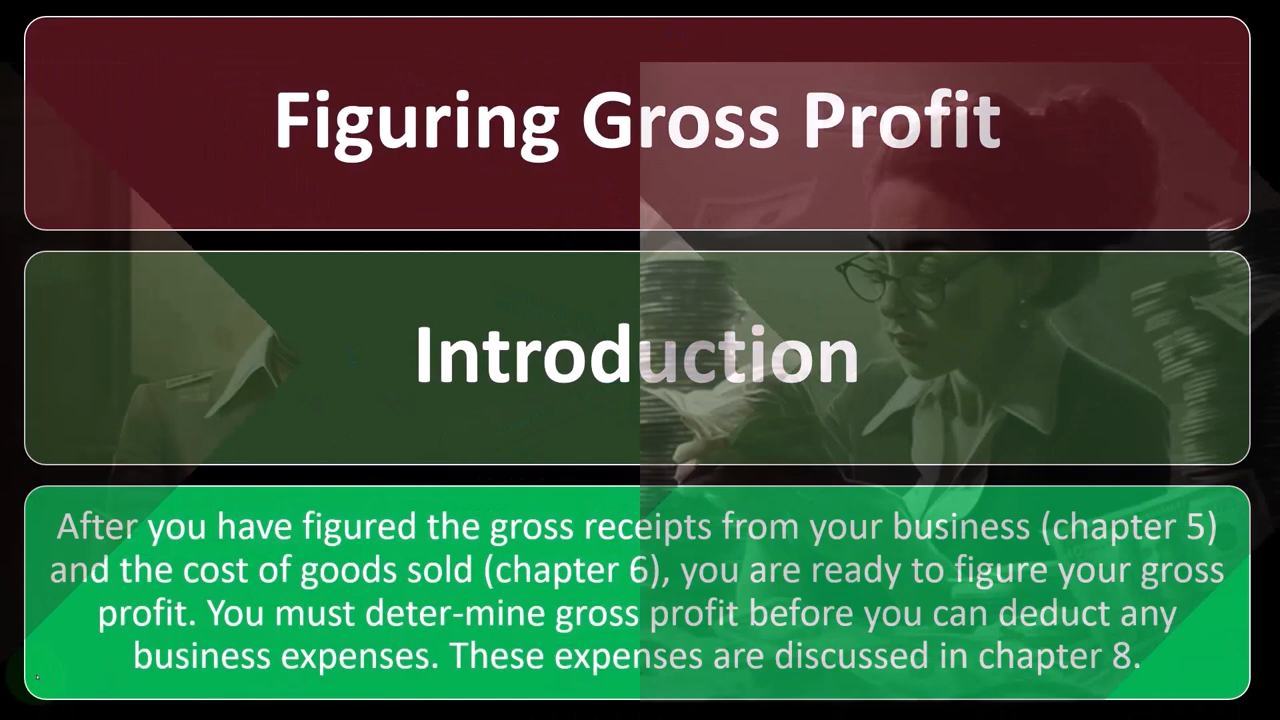 Figuring Gross Profit
Introduction
After you have figured the gross receipts from your business (chapter 5)
and the cost of goods sold (chapter 6), you are ready to figure your gross
profit. You must deter-mine gross profit before you can deduct any
business expenses. These expenses are discussed in chapter 8.